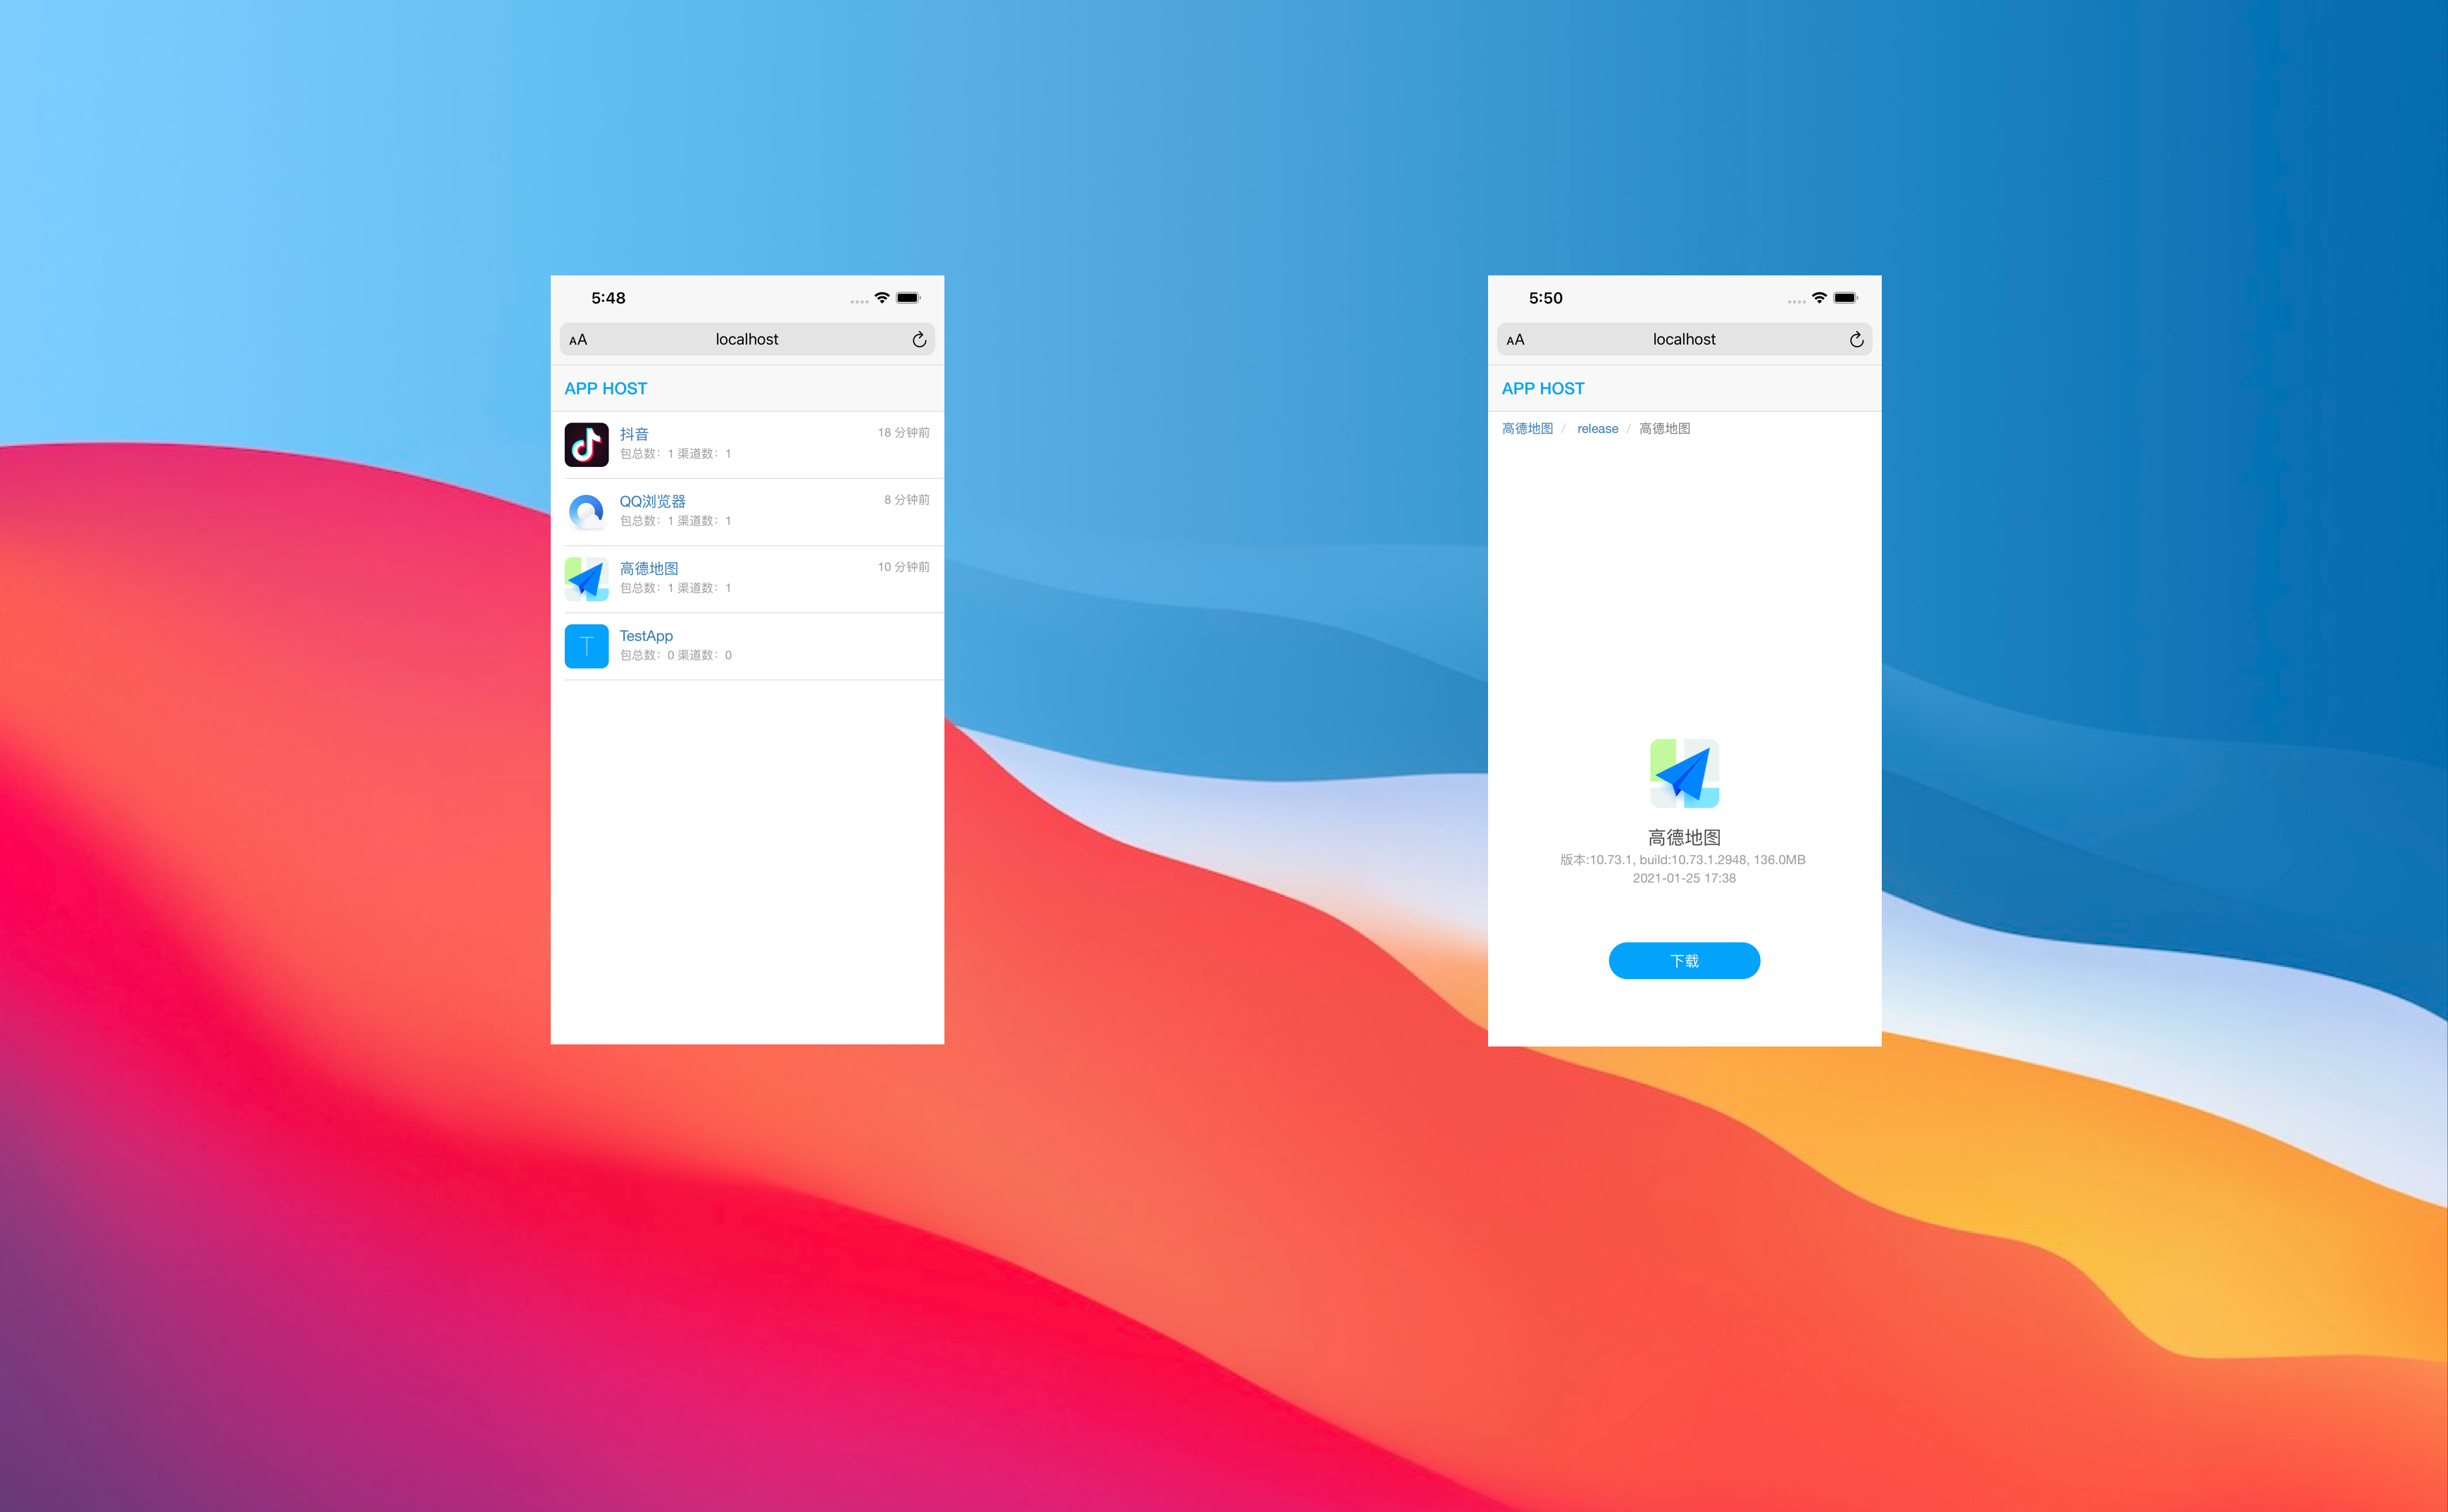 5:48
AA localhost
APP HOST
抖音 18 分钟前
包总数：1 渠道数：1
QQ浏览器 8 分钟前
包总数：1 渠道数：1
高德地图 10 分钟前
包总数：1 渠道数：1
T TestApp
包总数：0 渠道数：0
5:50
AA localhost
APP HOST
高德地图 / release / 高德地图
高德地图
版本:10.73.1, build:10.73.1.2948, 136.0MB
2021-01-25 17:38
下载